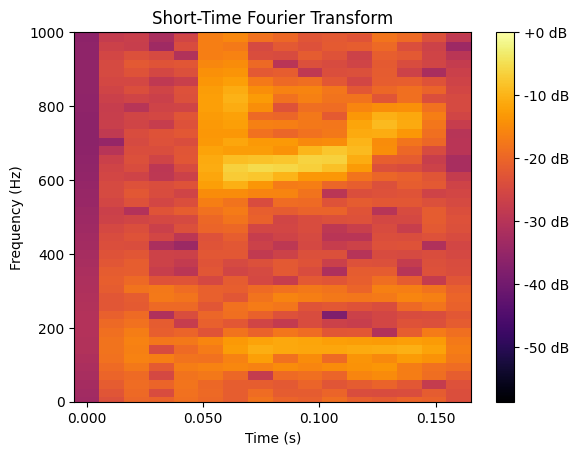 Short-Time Fourier Transform
1000
800
600
400
200
0
Frequency (Hz)
0.000
0.050
0.100
0.150
Time (s)
+0 dB
-10 dB
-20 dB
-30 dB
-40 dB
-50 dB